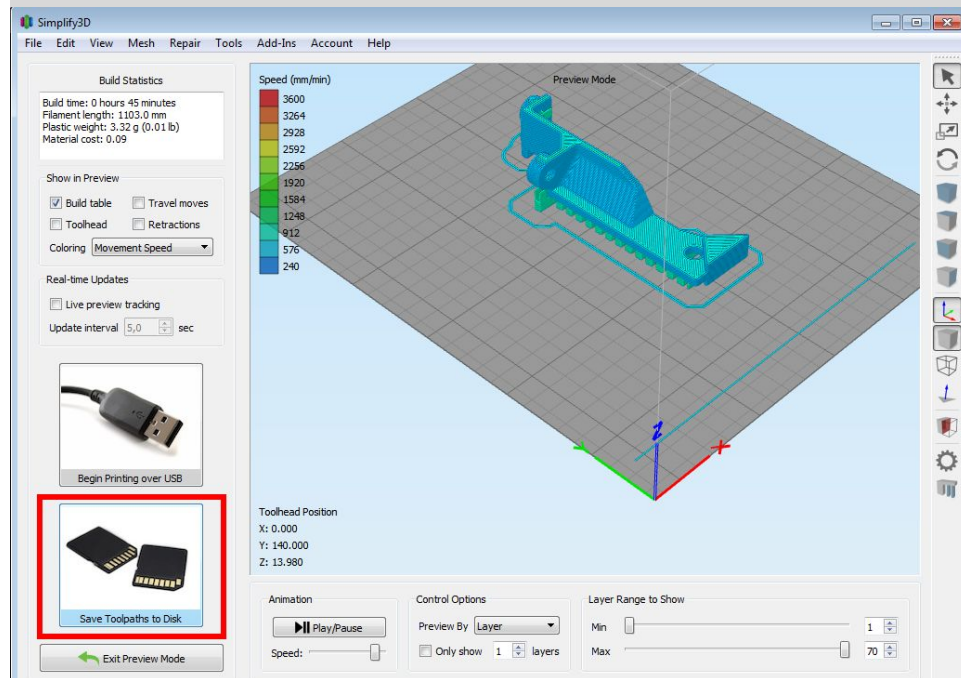 Simplify3D
File Edit View Mesh Repair Tools Add-Ins Account Help
Build Statistics
Build time: 0 hours 45 minutes
Filament length: 1103.0 mm
Plastic weight: 3.32 g (0.01 lb)
Material cost: 0.09
Show in Preview
Build table Travel moves
Toolhead Retractions
Coloring Movement Speed
Real-time Updates
Live preview tracking
Update interval 5,0 sec
Begin Printing over USB
Save Toolpaths to Disk
Exit Preview Mode
Speed (mm/min)
3600
3264
2928
2592
2256
1920
1584
1248
912
576
240
Preview Mode
Z
X
Y
Toolhead Position
X: 0.000
Y: 140.000
Z: 13.980
Animation
Play/Pause
Speed:
Control Options
Preview By Layer
Only show 1 layers
Layer Range to Show
Min 1
Max 70